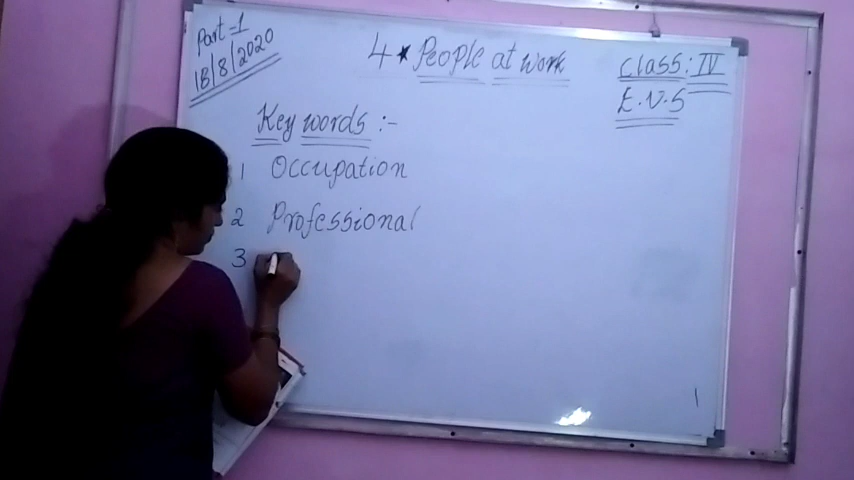 Part-1
18/8/2020
4 * People at work
Class: IV
E.V.S
Key words :-
1 Occupation
2 Professional
3